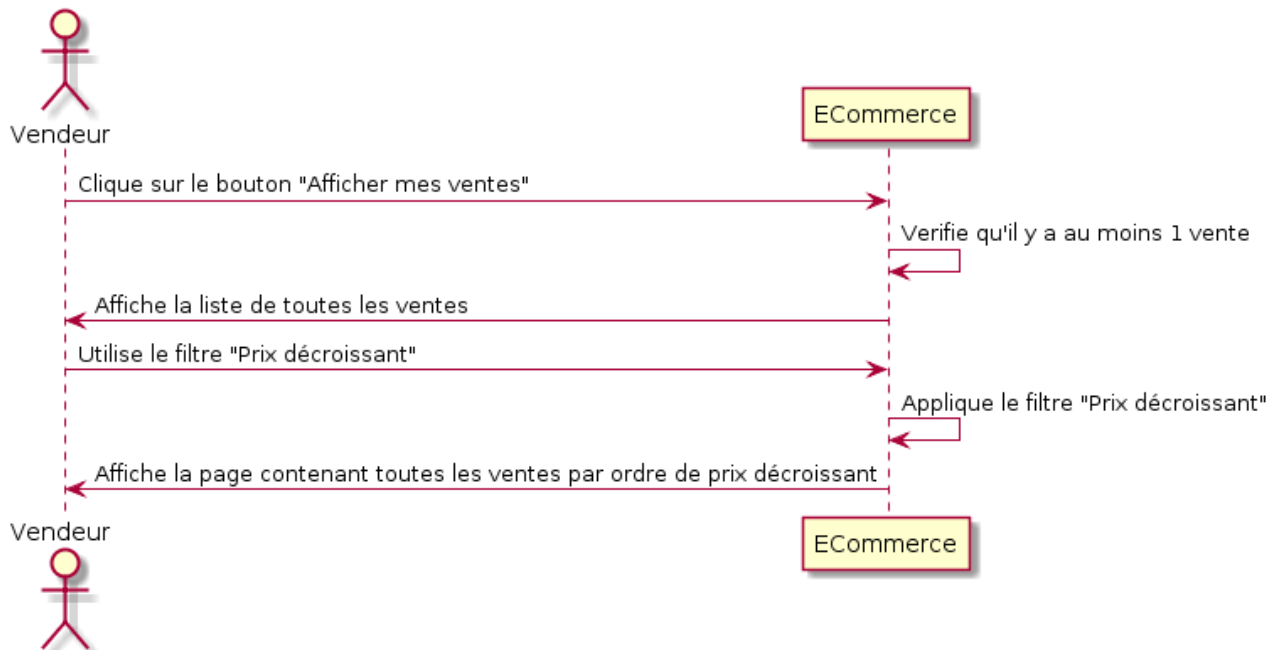 Vendeur
ECommerce
Clique sur le bouton "Afficher mes ventes"
Verifie qu'il y a au moins 1 vente
Affiche la liste de toutes les ventes
Utilise le filtre "Prix décroissant"
Applique le filtre "Prix décroissant"
Affiche la page contenant toutes les ventes par ordre de prix décroissant
Vendeur
ECommerce